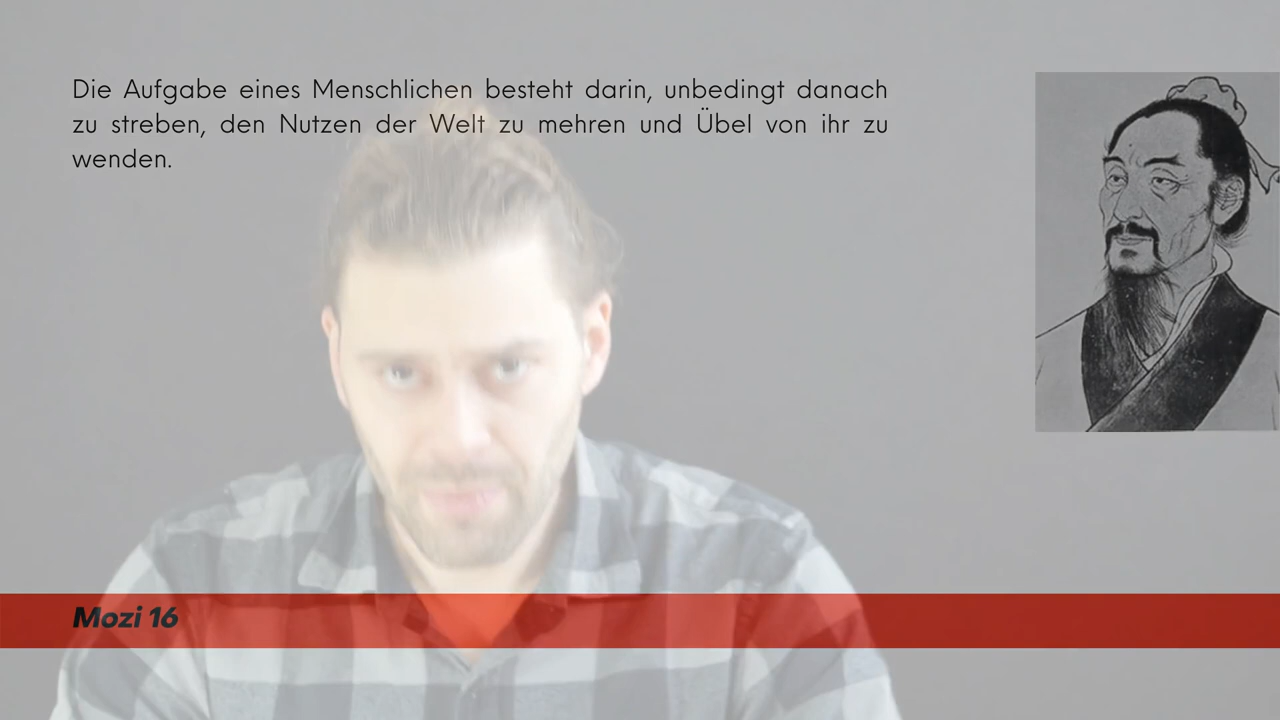 Die Aufgabe eines Menschlichen besteht darin, unbedingt danach
zu streben, den Nutzen der Welt zu mehren und Übel von ihr zu
wenden.
Mozi 16